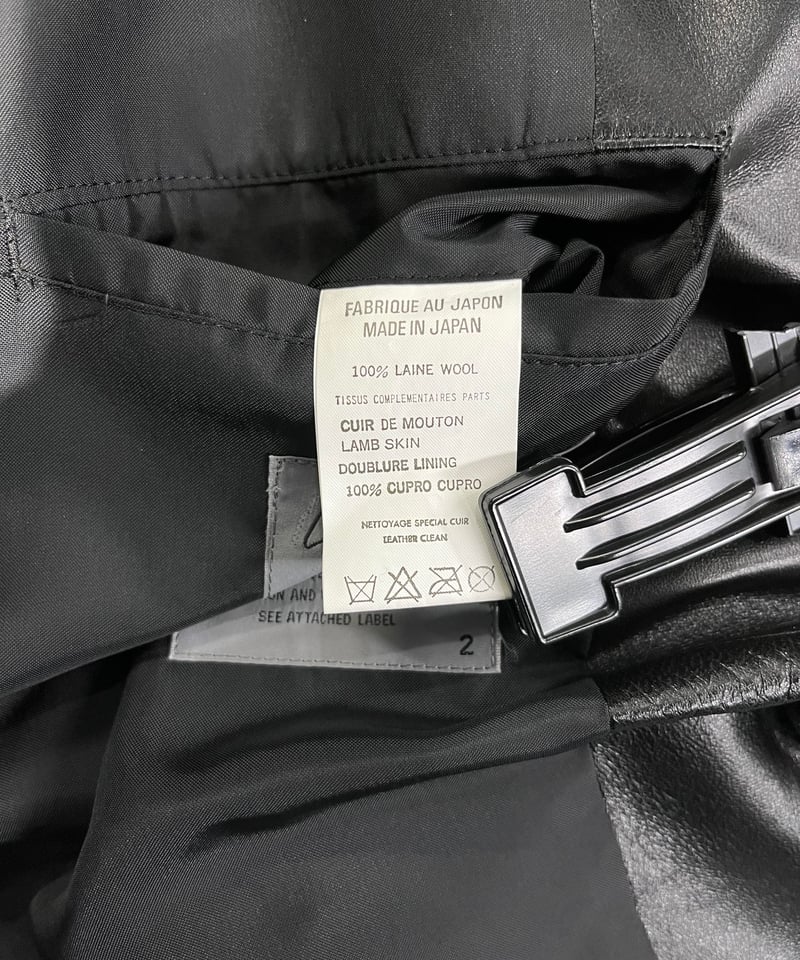 FABRIQUE AU JAPON
MADE IN JAPAN
100% LAINE WOOL
TISSUS COMPLEMENTAIRES PARTS
CUIR DE MOUTON
LAMB SKIN
DOUBLURE LINING
100% CUPRO CUPRO
NETTOYAGE SPECIAL CUIR
LEATHER CLEAN
AND
SEE ATTACHED LABEL
2